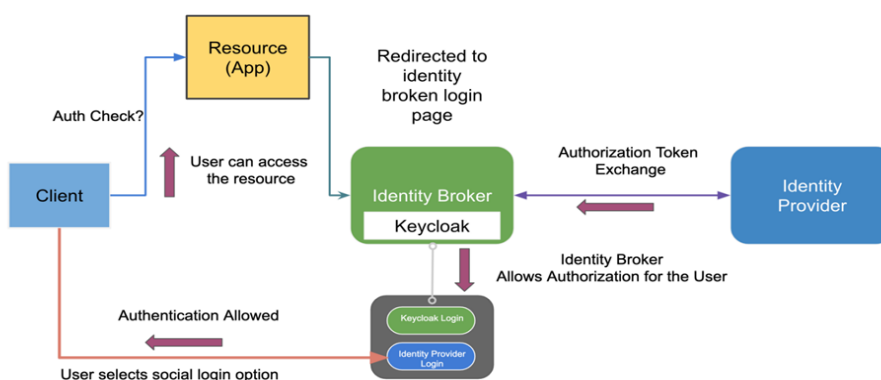 Resource
(App)
Redirected to
identity
broken login
page
Auth Check?
User can access
the resource
Client
Identity Broker
Keycloak
Authorization Token
Exchange
Identity
Provider
Identity Broker
Allows Authorization for the User
Authentication Allowed
Keycloak Login
Identity Provider
Login
User selects social login option